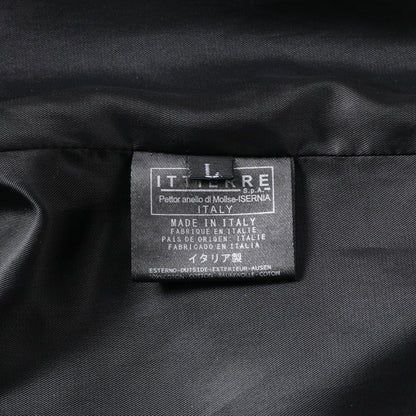 L
ITTIERRE
S.p.A.
Pettor anello di Molise-ISERNIA
ITALY
MADE IN ITALY
FABRIQUE EN ITALIE
PAIS DE ORIGEN: ITALIE
FABRICADO EN ITALIA
イタリア製
ESTERNO-OUTSIDE-EXTERIEUR-AUSEN